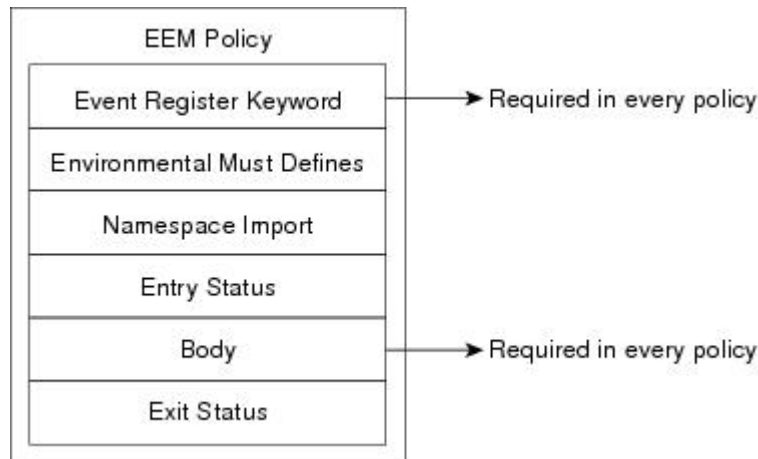 EEM Policy
Event Register Keyword
Required in every policy
Environmental Must Defines
Namespace Import
Entry Status
Body
Required in every policy
Exit Status